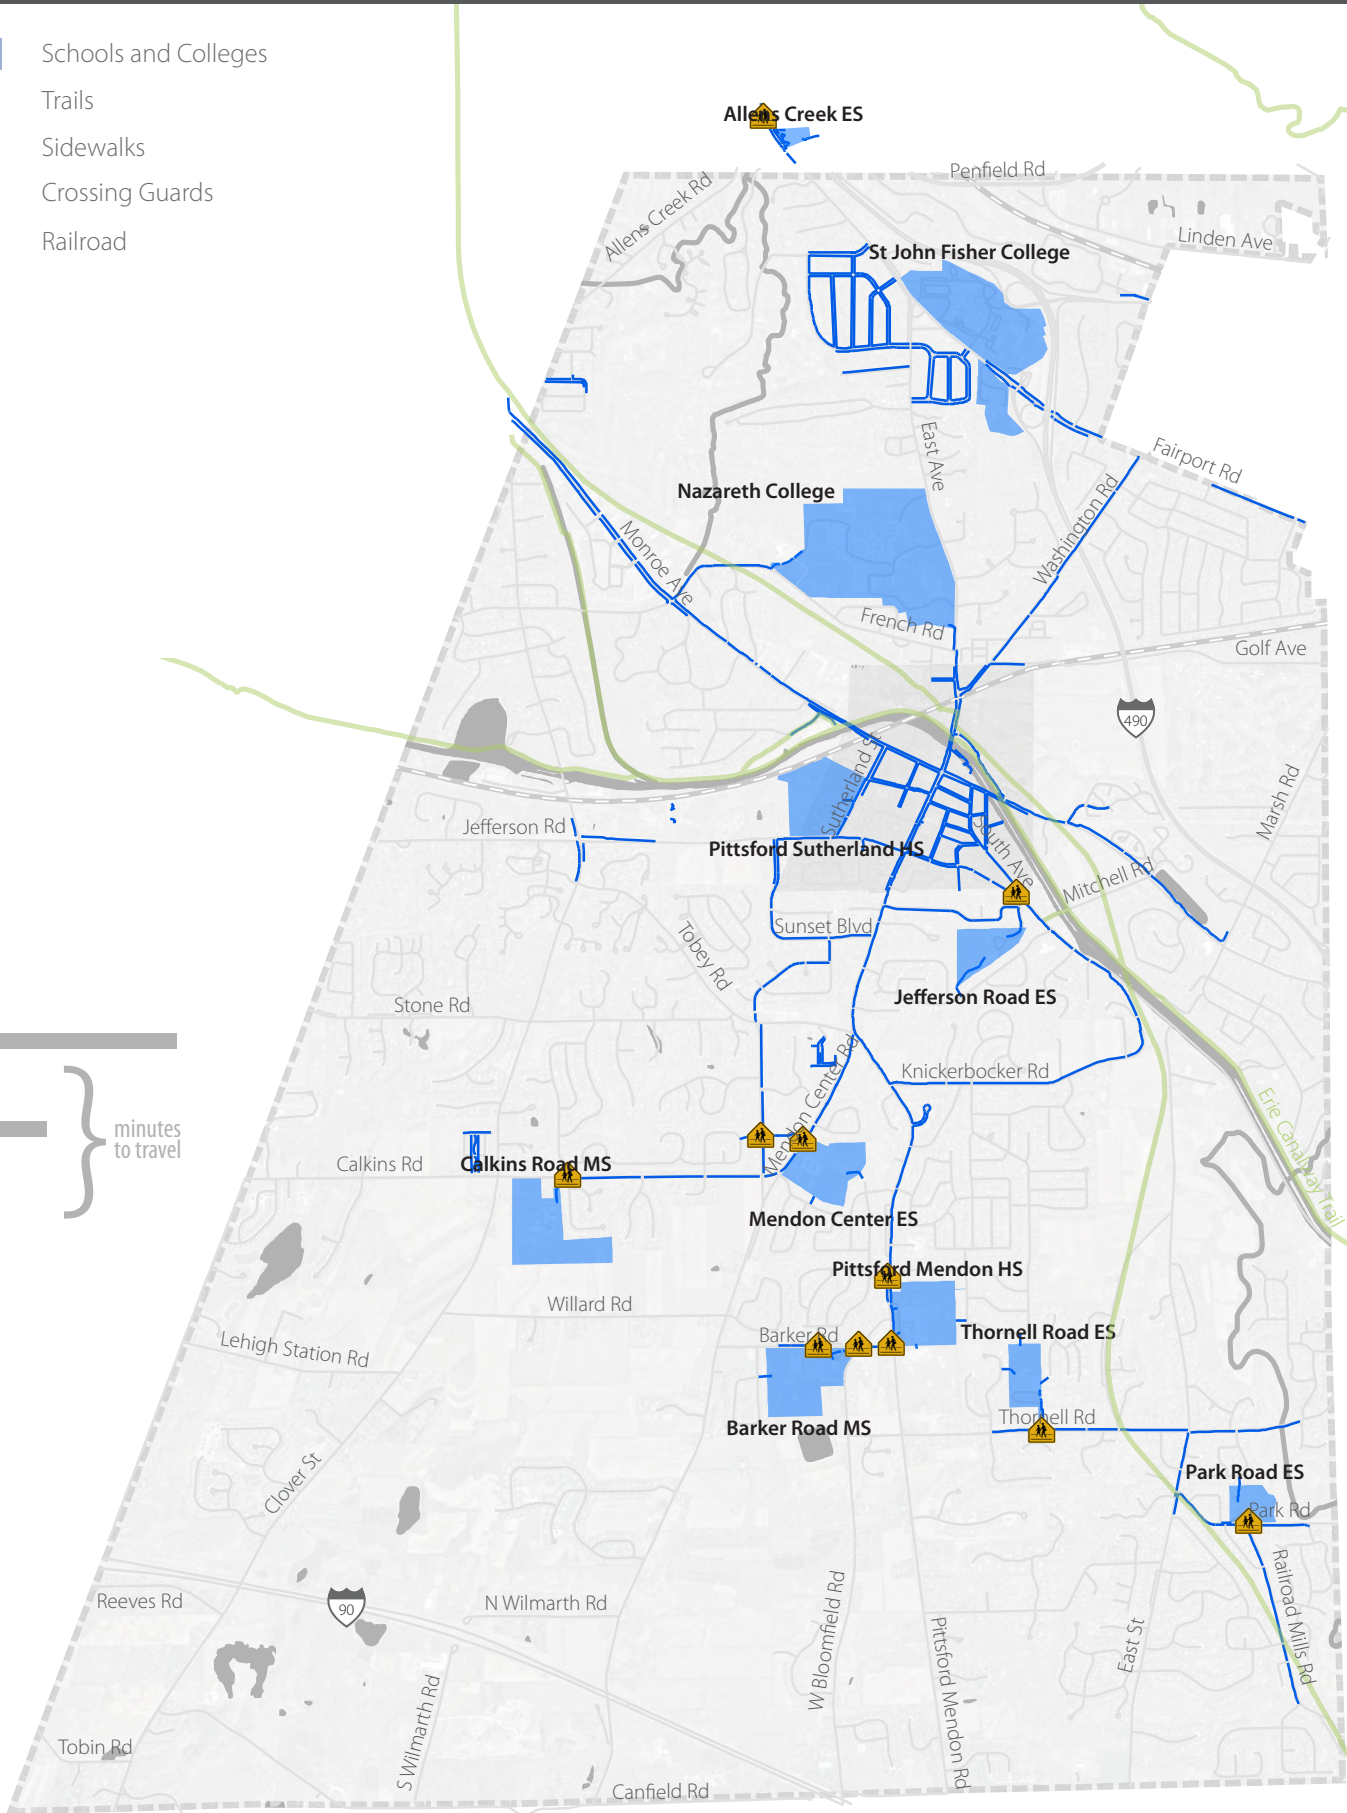 Schools and Colleges
Trails
Sidewalks
Crossing Guards
Railroad
Allens Creek ES
Penfield Rd
Allens Creek Rd
Linden Ave
St John Fisher College
East Ave
Fairport Rd
Nazareth College
Washington Rd
Monroe Ave
French Rd
Golf Ave
490
Sutherland St
Marsh Rd
Jefferson Rd
Pittsford Sutherland HS
South Ave
Mitchell Rd
Sunset Blvd
Tobey Rd
Jefferson Road ES
Stone Rd
Mendon Center Rd
Knickerbocker Rd
Erie Canalway Trail
minutes
to travel
Calkins Rd
Calkins Road MS
Mendon Center ES
Pittsford Mendon HS
Willard Rd
Barker Rd
Thornell Road ES
Lehigh Station Rd
Thornell Rd
Barker Road MS
Park Road ES
Clover St
Park Rd
Railroad Mills Rd
Reeves Rd
90
N Wilmarth Rd
W Bloomfield Rd
Pittsford Mendon Rd
East St
S Wilmarth Rd
Tobin Rd
Canfield Rd